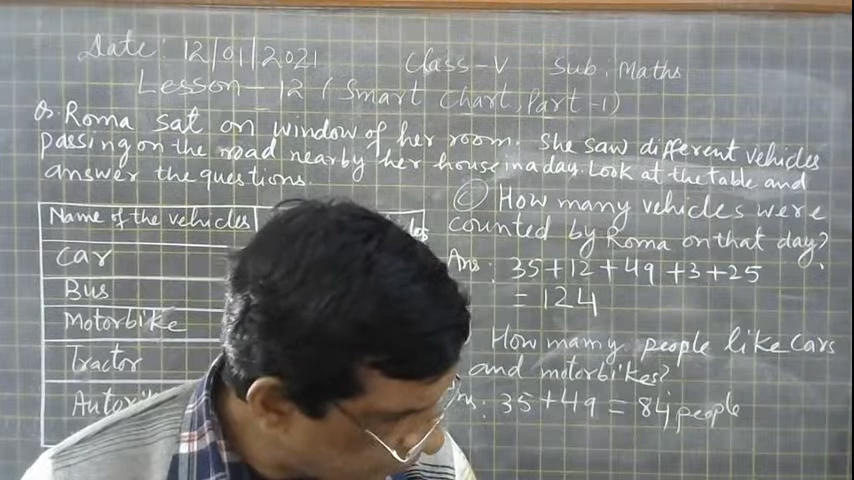 Date: 12/01/2021 Class-V Sub: Maths
Lesson-12 (Smart Chart, Part-1)
Q. Roma sat on window of her room. She saw different vehicles
passing on the road nearby her house in a day. Look at the table and
answer the questions.
Name of the vehicles
Car
Bus
Motorbike
Tractor
(C) How many vehicles were
counted by Roma on that day?
Ans: 35+12+49+3+25
= 124
How mamy people like Cars
and motorbikes?
35+49 = 84 people